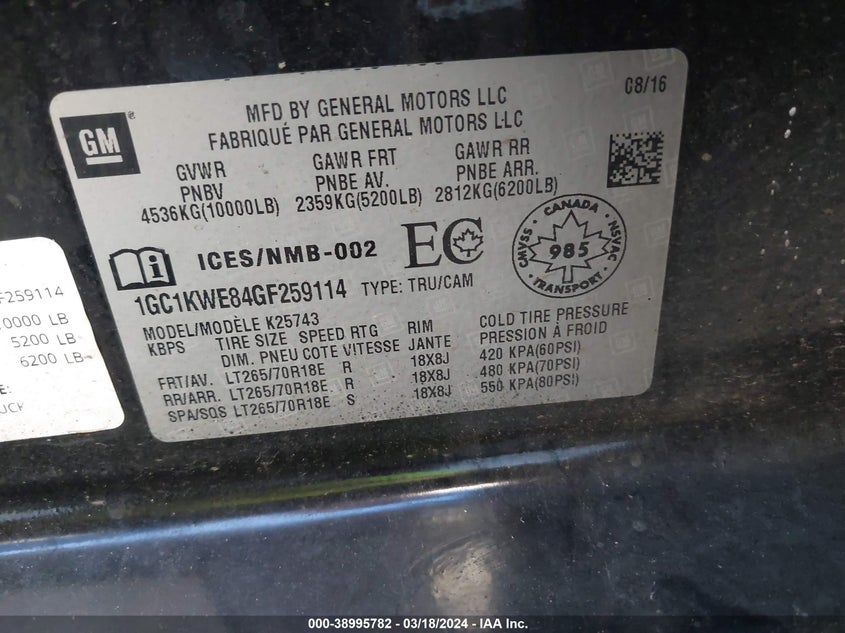 GM
MFD BY GENERAL MOTORS LLC
08/16
FABRIQUÉ PAR GENERAL MOTORS LLC
GVWR GAWR FRT GAWR RR
PNBV PNBE AV. PNBE ARR.
4536KG(10000LB) 2359KG(5200LB) 2812KG(6200LB)
ICES/NMB-002
EC
CANADA
CMVSS
NSVAC
985
TRANSPORT
1GC1KWE84GF259114 TYPE: TRU/CAM
MODEL/MODÈLE K25743
KBPS TIRE SIZE SPEED RTG RIM COLD TIRE PRESSURE
DIM. PNEU COTE VITESSE JANTE PRESSION À FROID
FRT/AV. LT265/70R18E R 18X8J 420 KPA(60PSI)
RR/ARR. LT265/70R18E R 18X8J 480 KPA(70PSI)
SPA/SQS LT265/70R18E S 18X8J 550 KPA(80PSI)
F259114
0000 LB
5200 LB
6200 LB
000-38995782 - 03/18/2024 - IAA Inc.